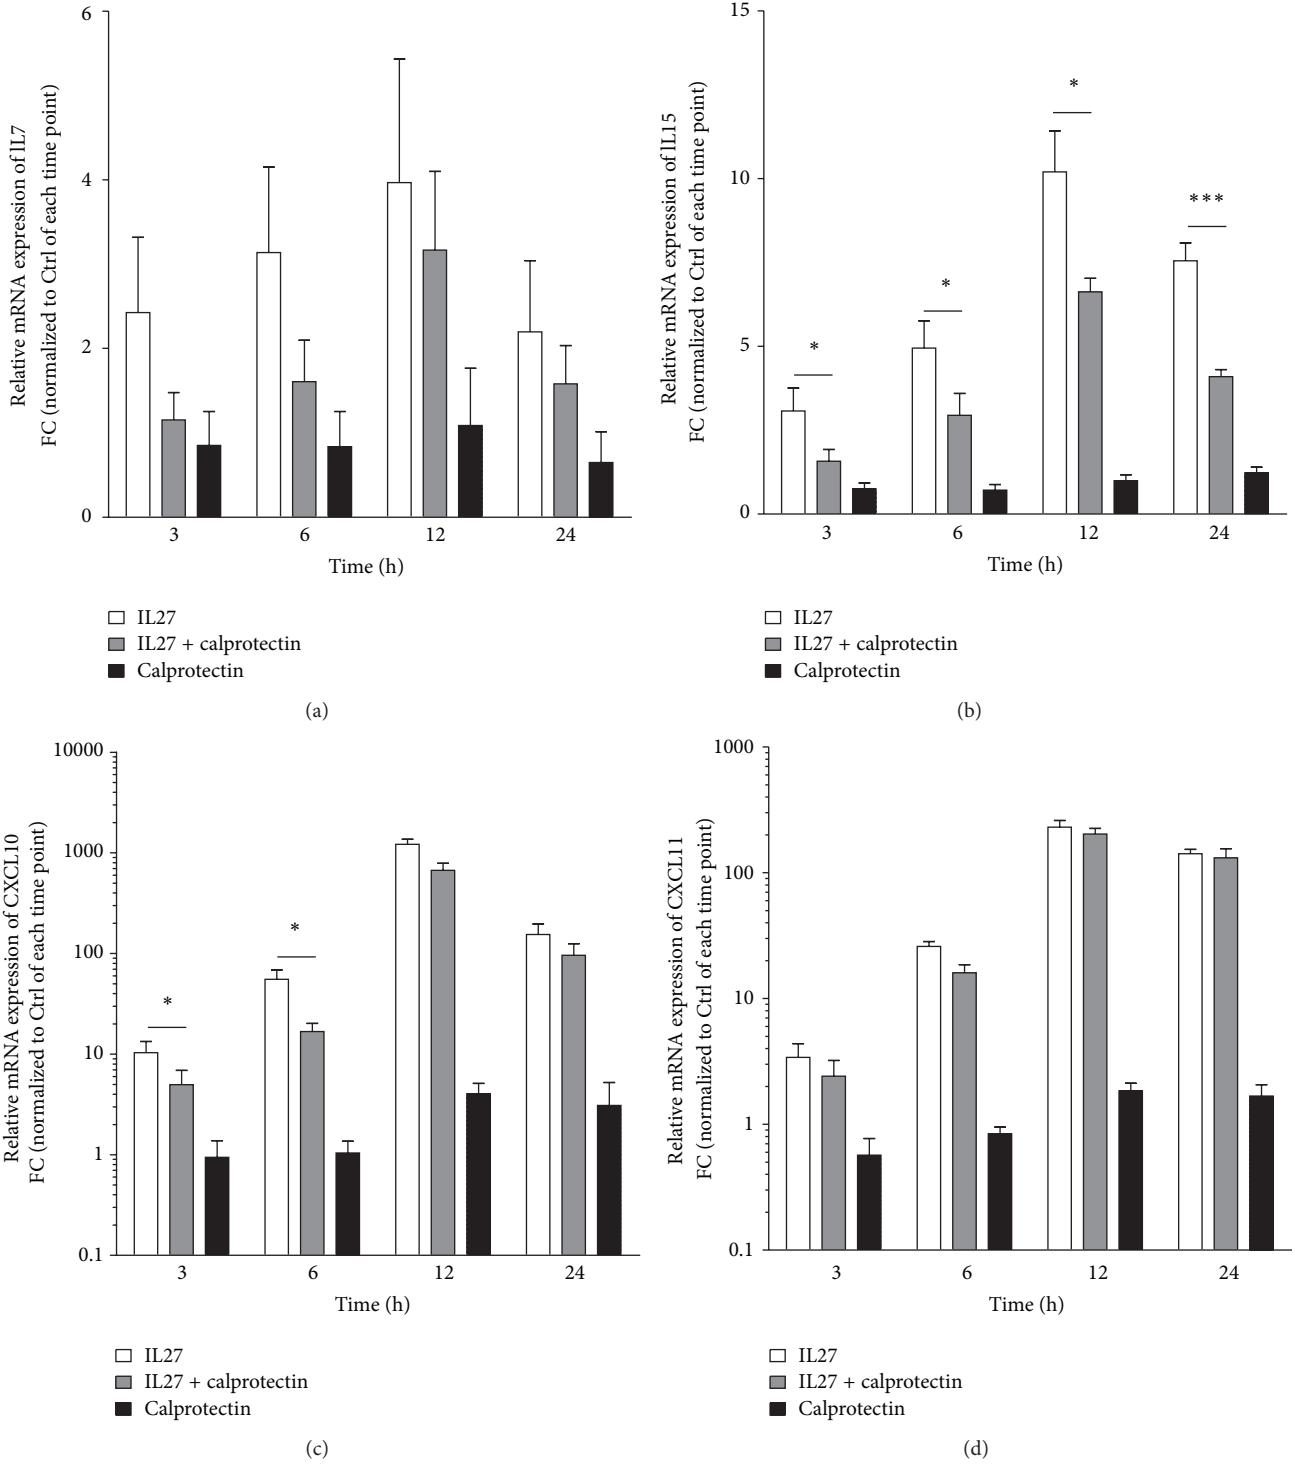 Relative mRNA expression of IL7
FC (normalized to Ctrl of each time point)
6
4
2
0
3
6
12
24
Time (h)
IL27
IL27 + calprotectin
Calprotectin
(a)
Relative mRNA expression of IL15
FC (normalized to Ctrl of each time point)
15
10
5
0
*
*
*
***
3
6
12
24
Time (h)
IL27
IL27 + calprotectin
Calprotectin
(b)
Relative mRNA expression of CXCL10
FC (normalized to Ctrl of each time point)
10000
1000
100
10
1
0.1
*
*
3
6
12
24
Time (h)
IL27
IL27 + calprotectin
Calprotectin
(c)
Relative mRNA expression of CXCL11
FC (normalized to Ctrl of each time point)
1000
100
10
1
0.1
3
6
12
24
Time (h)
IL27
IL27 + calprotectin
Calprotectin
(d)